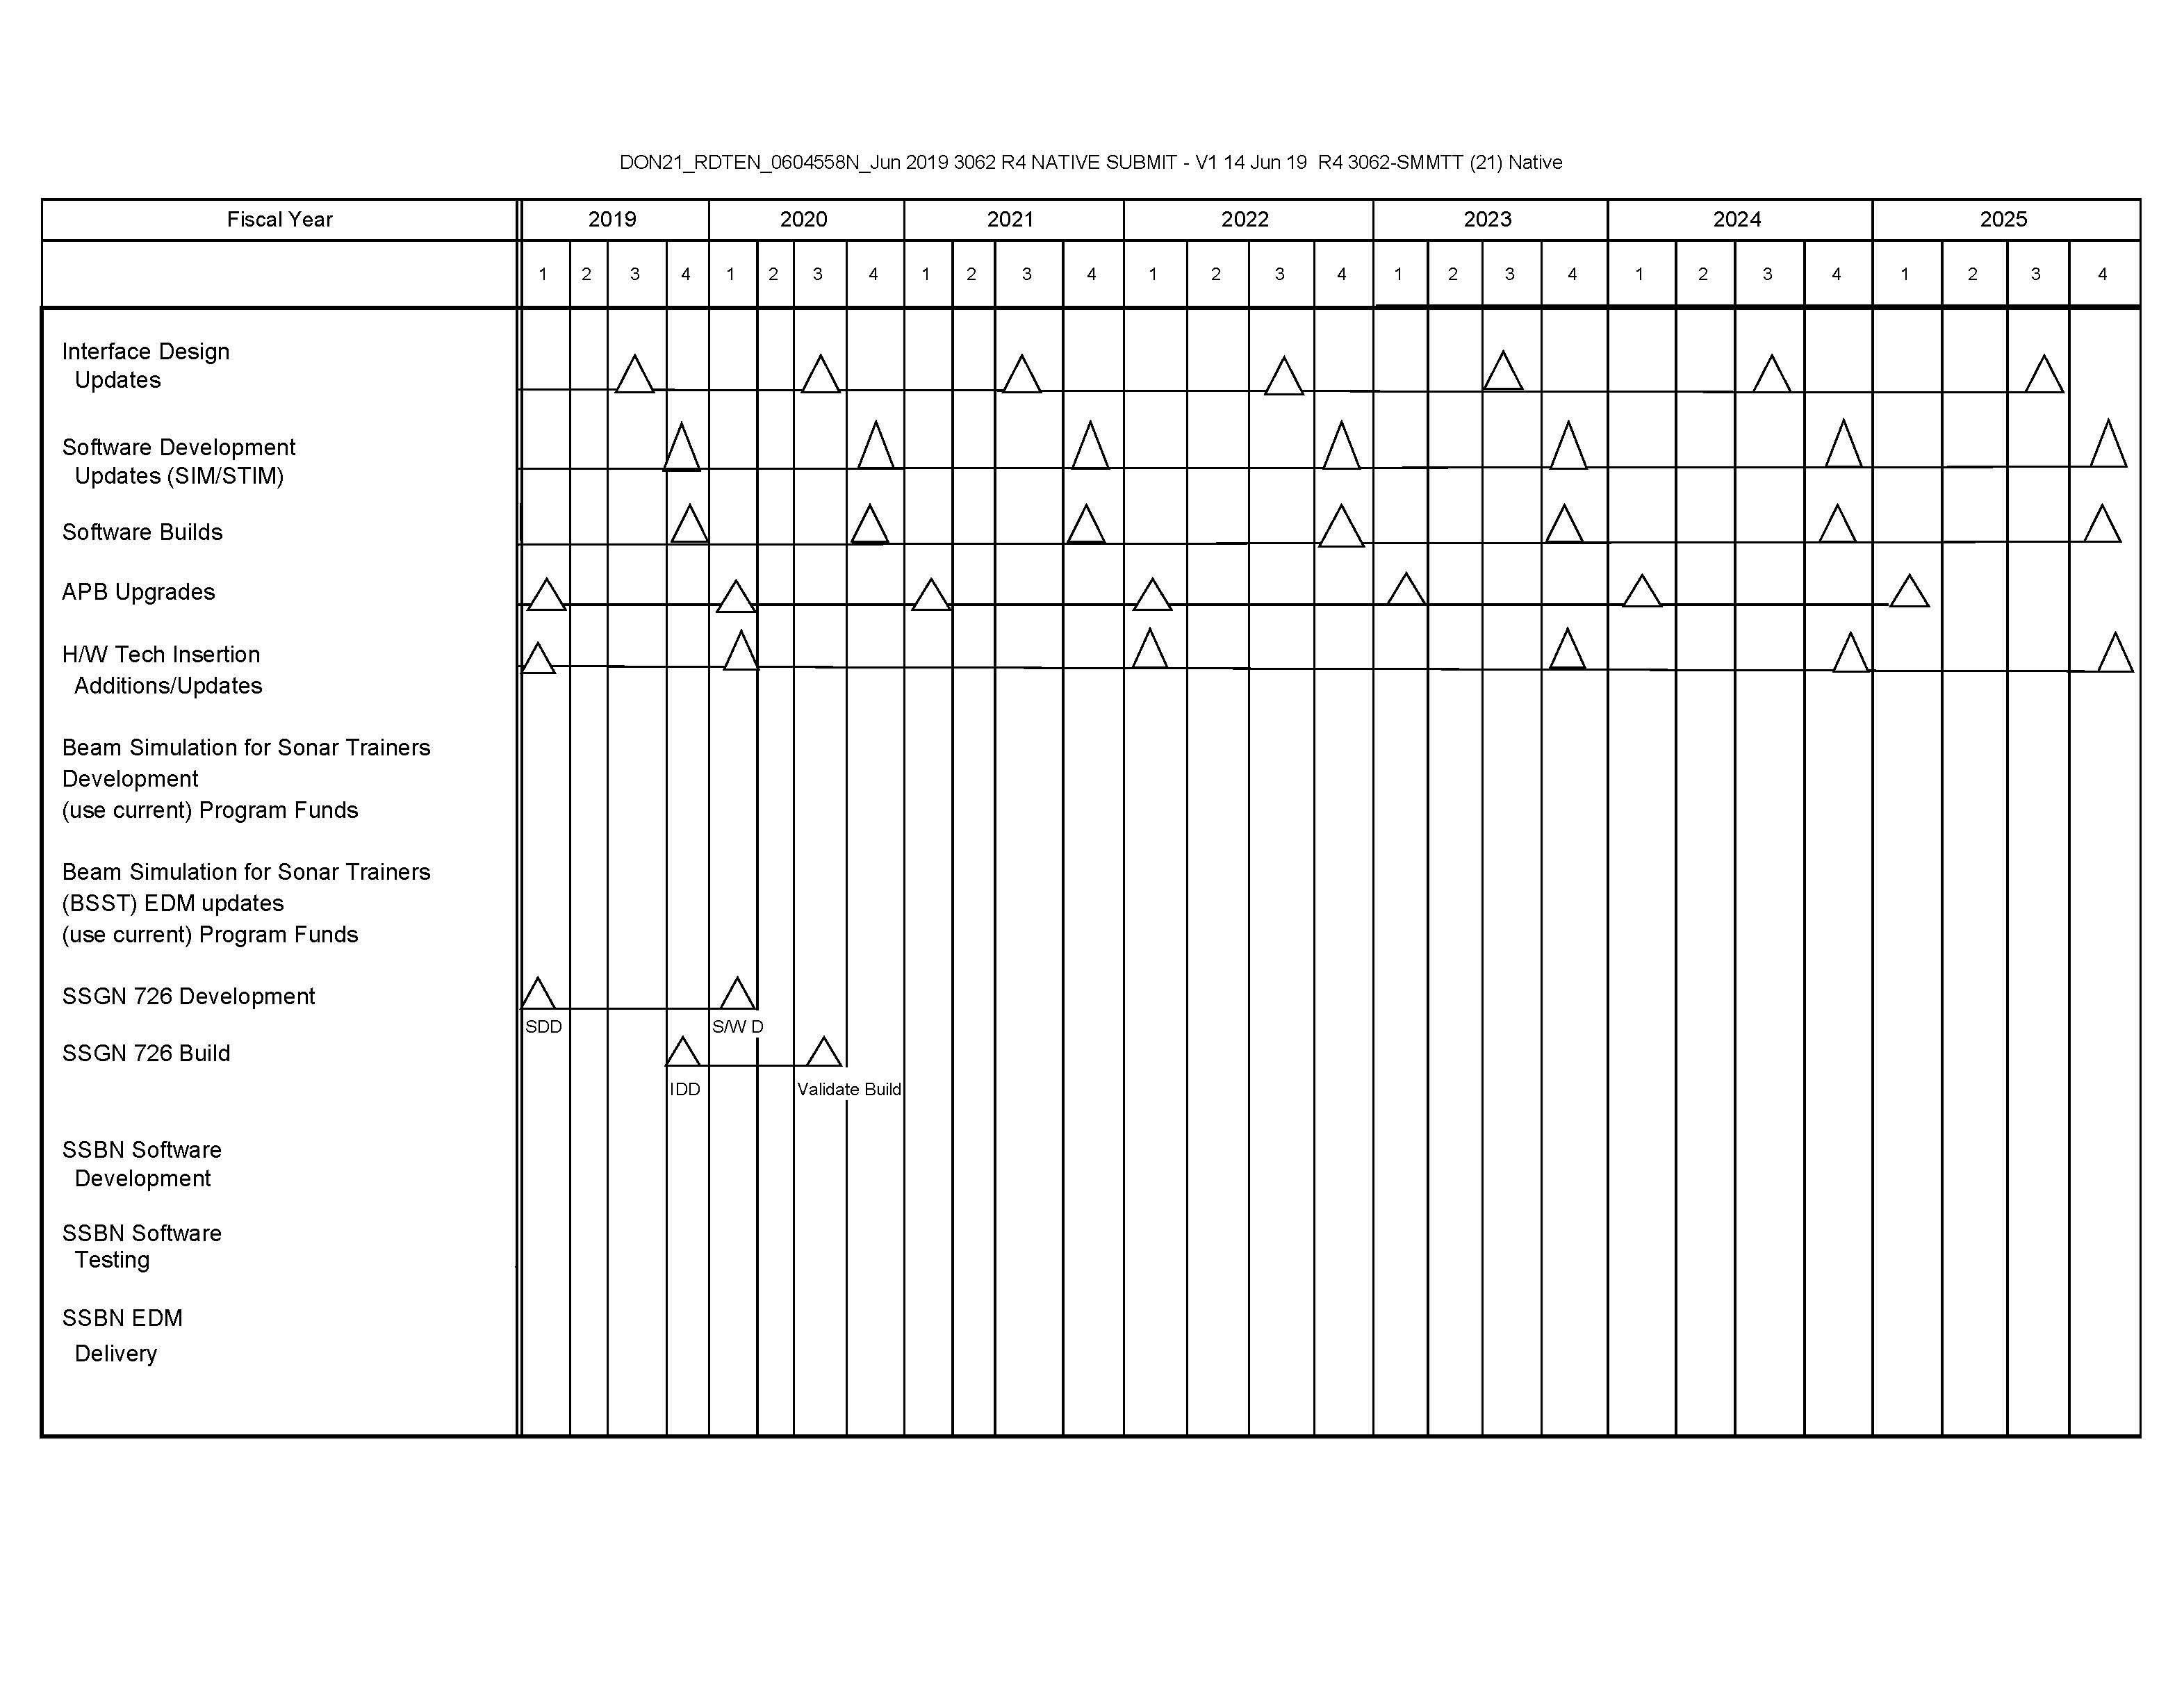 DON21_RDTEN_0604558N_Jun 2019 3062 R4 NATIVE SUBMIT - V1 14 Jun 19  R4 3062-SMMTT (21) Native
Fiscal Year 2019 2020 2021 2022 2023 2024 2025
1 2 3 4 1 2 3 4 1 2 3 4 1 2 3 4 1 2 3 4 1 2 3 4 1 2 3 4
Interface Design
Updates
Software Development
Updates (SIM/STIM)
Software Builds
APB Upgrades
H/W Tech Insertion
Additions/Updates
Beam Simulation for Sonar Trainers
Development
(use current) Program Funds
Beam Simulation for Sonar Trainers
(BSST) EDM updates
(use current) Program Funds
SSGN 726 Development
SDD S/W D
SSGN 726 Build
IDD Validate Build
SSBN Software
Development
SSBN Software
Testing
SSBN EDM
Delivery